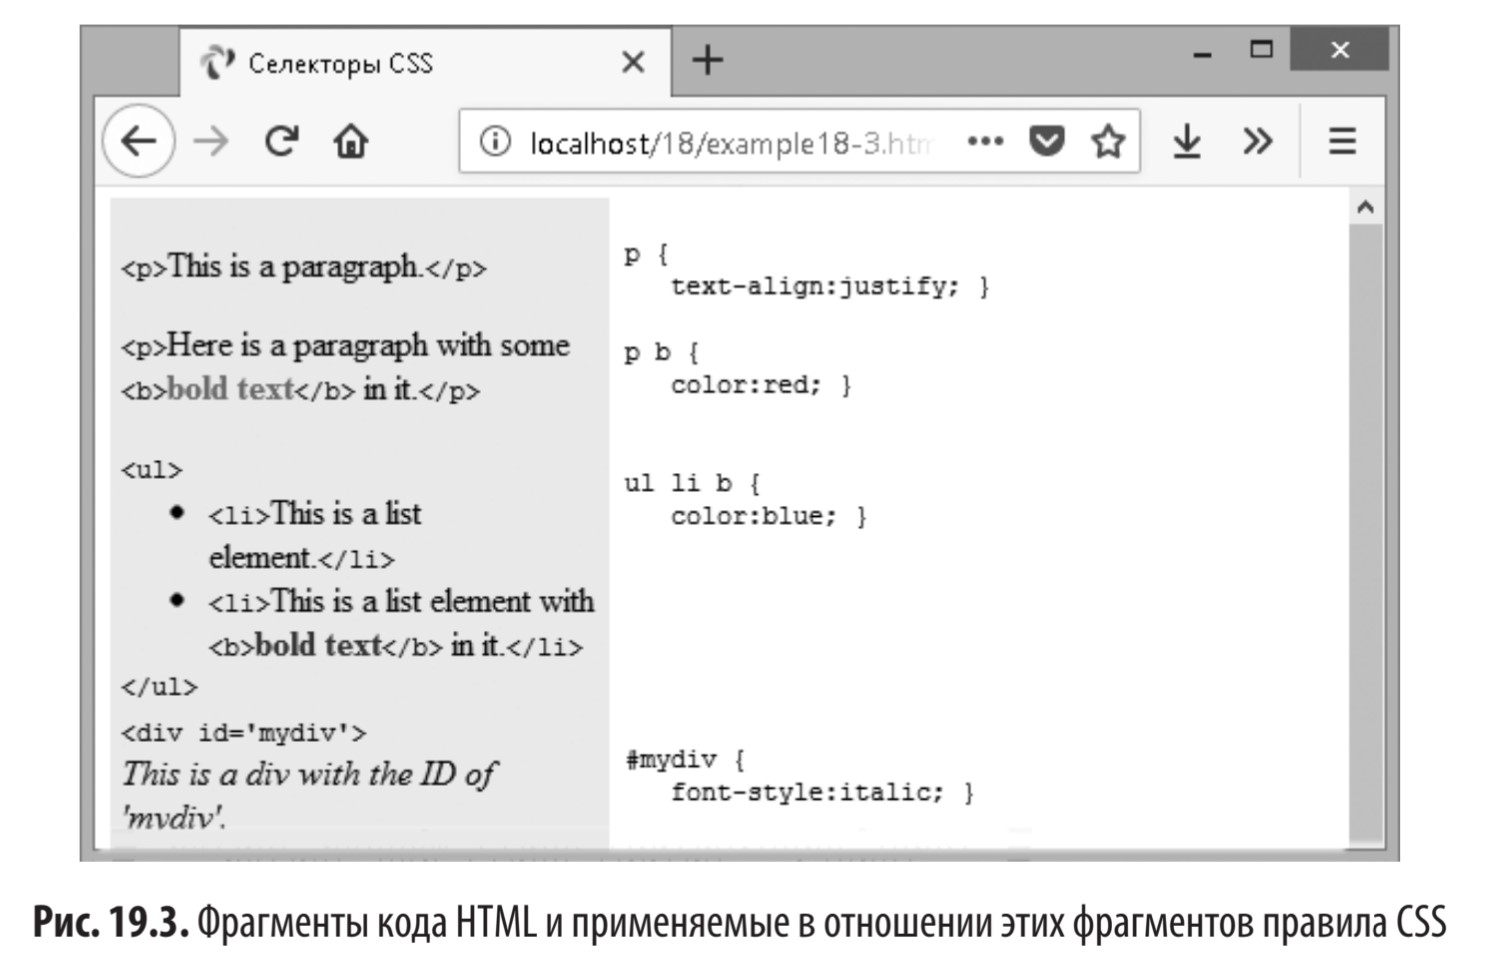 Селекторы CSS
localhost/18/example18-3.htm
<p>This is a paragraph.</p>
<p>Here is a paragraph with some
<b>bold text</b> in it.</p>
<ul>
• <li>This is a list
element.</li>
• <li>This is a list element with
<b>bold text</b> in it.</li>
</ul>
<div id='mydiv'>
This is a div with the ID of
'mydiv'.
p {
text-align:justify; }
p b {
color:red; }
ul li b {
color:blue; }
#mydiv {
font-style:italic; }
Рис. 19.3. Фрагменты кода HTML и применяемые в отношении этих фрагментов правила CSS